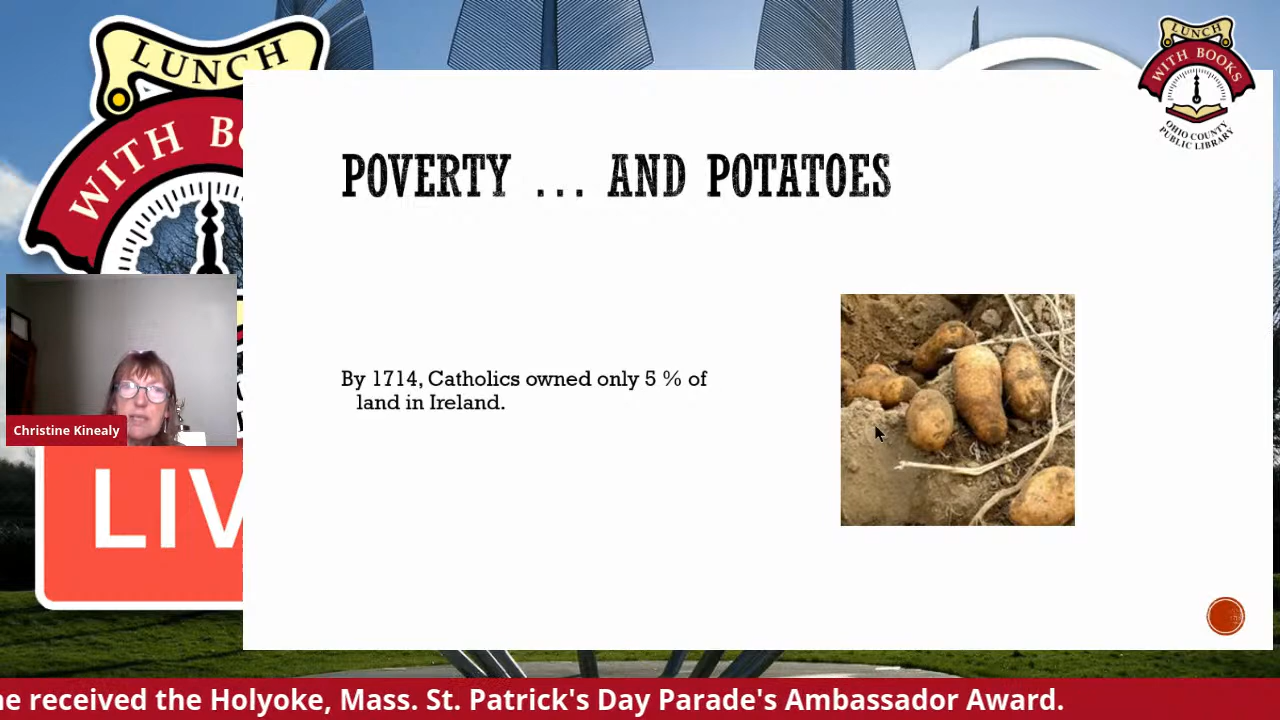 LUNCH
WITH B
LIV
Christine Kinealy
POVERTY ... AND POTATOES
By 1714, Catholics owned only 5 % of
land in Ireland.
LUNCH
WITH BOOKS
OHIO COUNTY
PUBLIC LIBRARY
e received the Holyoke, Mass. St. Patrick's Day Parade's Ambassador Award.